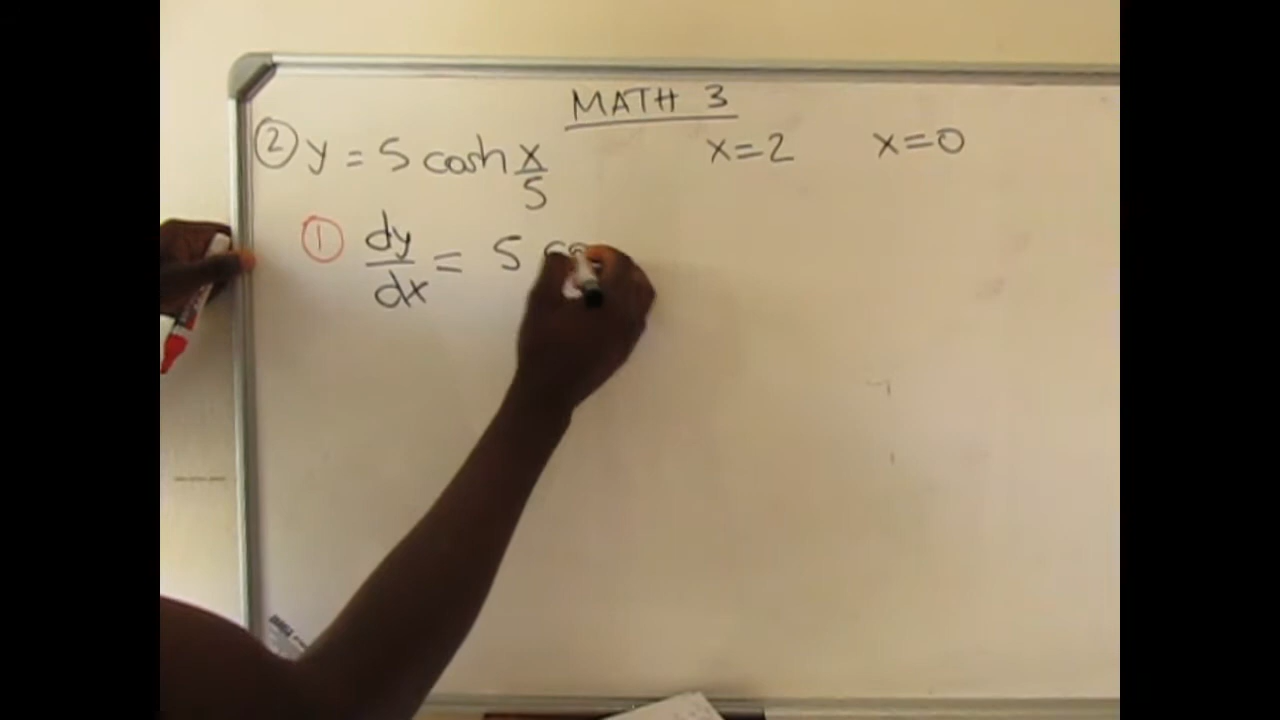 MATH 3
② y = 5 cosh x/5 x=2 x=0
① dy/dx = 5